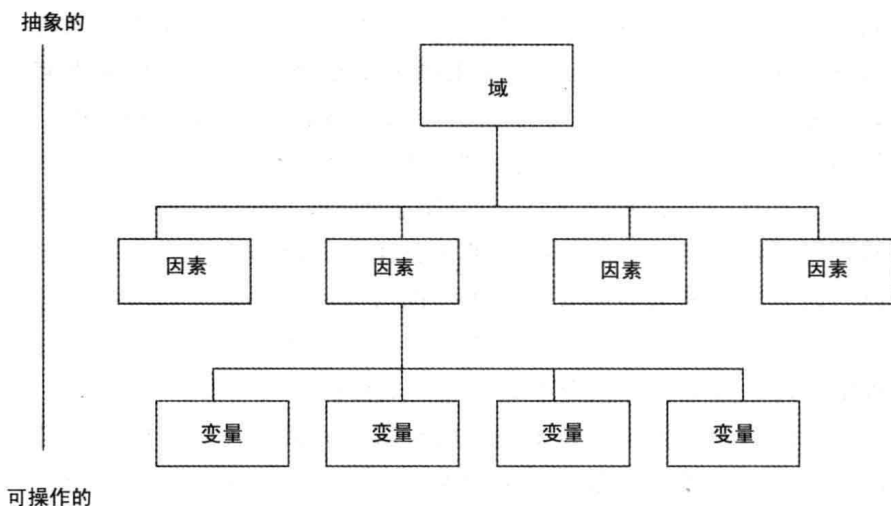 抽象的
域
因素 因素 因素 因素
变量 变量 变量 变量
可操作的